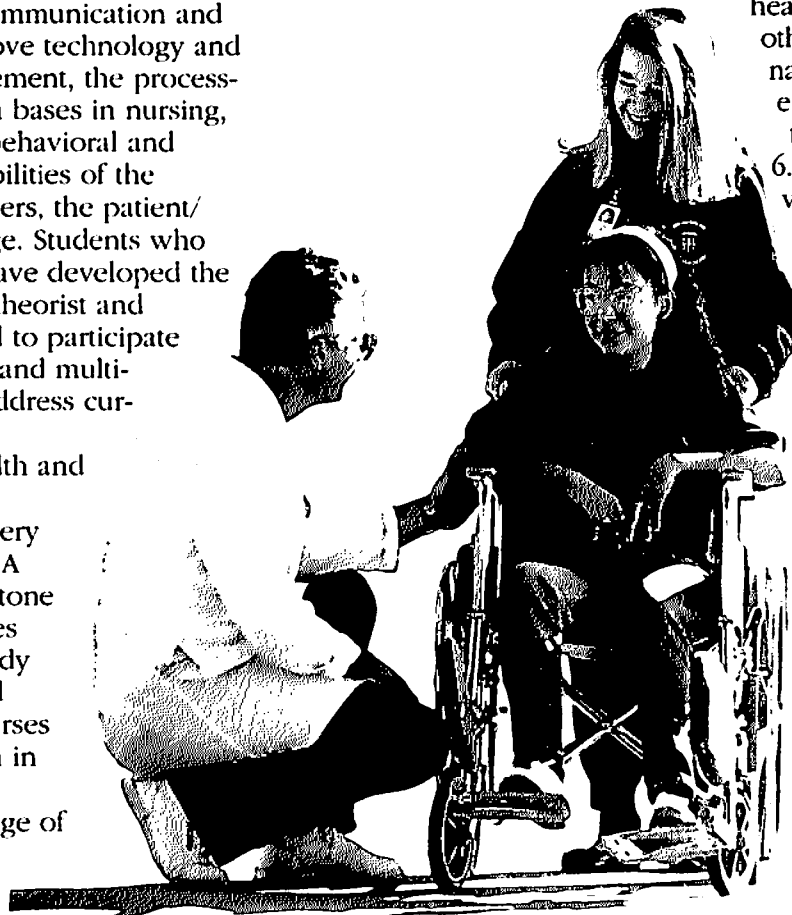 mmunication and
ove technology and
ement, the process-
a bases in nursing,
ehavioral and
bilities of the
ers, the patient/
ge. Students who
ave developed the
heorist and
l to participate
and multi-
ddress cur-
lth and
ery
A
tone
es
dy
rses
in
ge of
hea
oth
na
e
6.